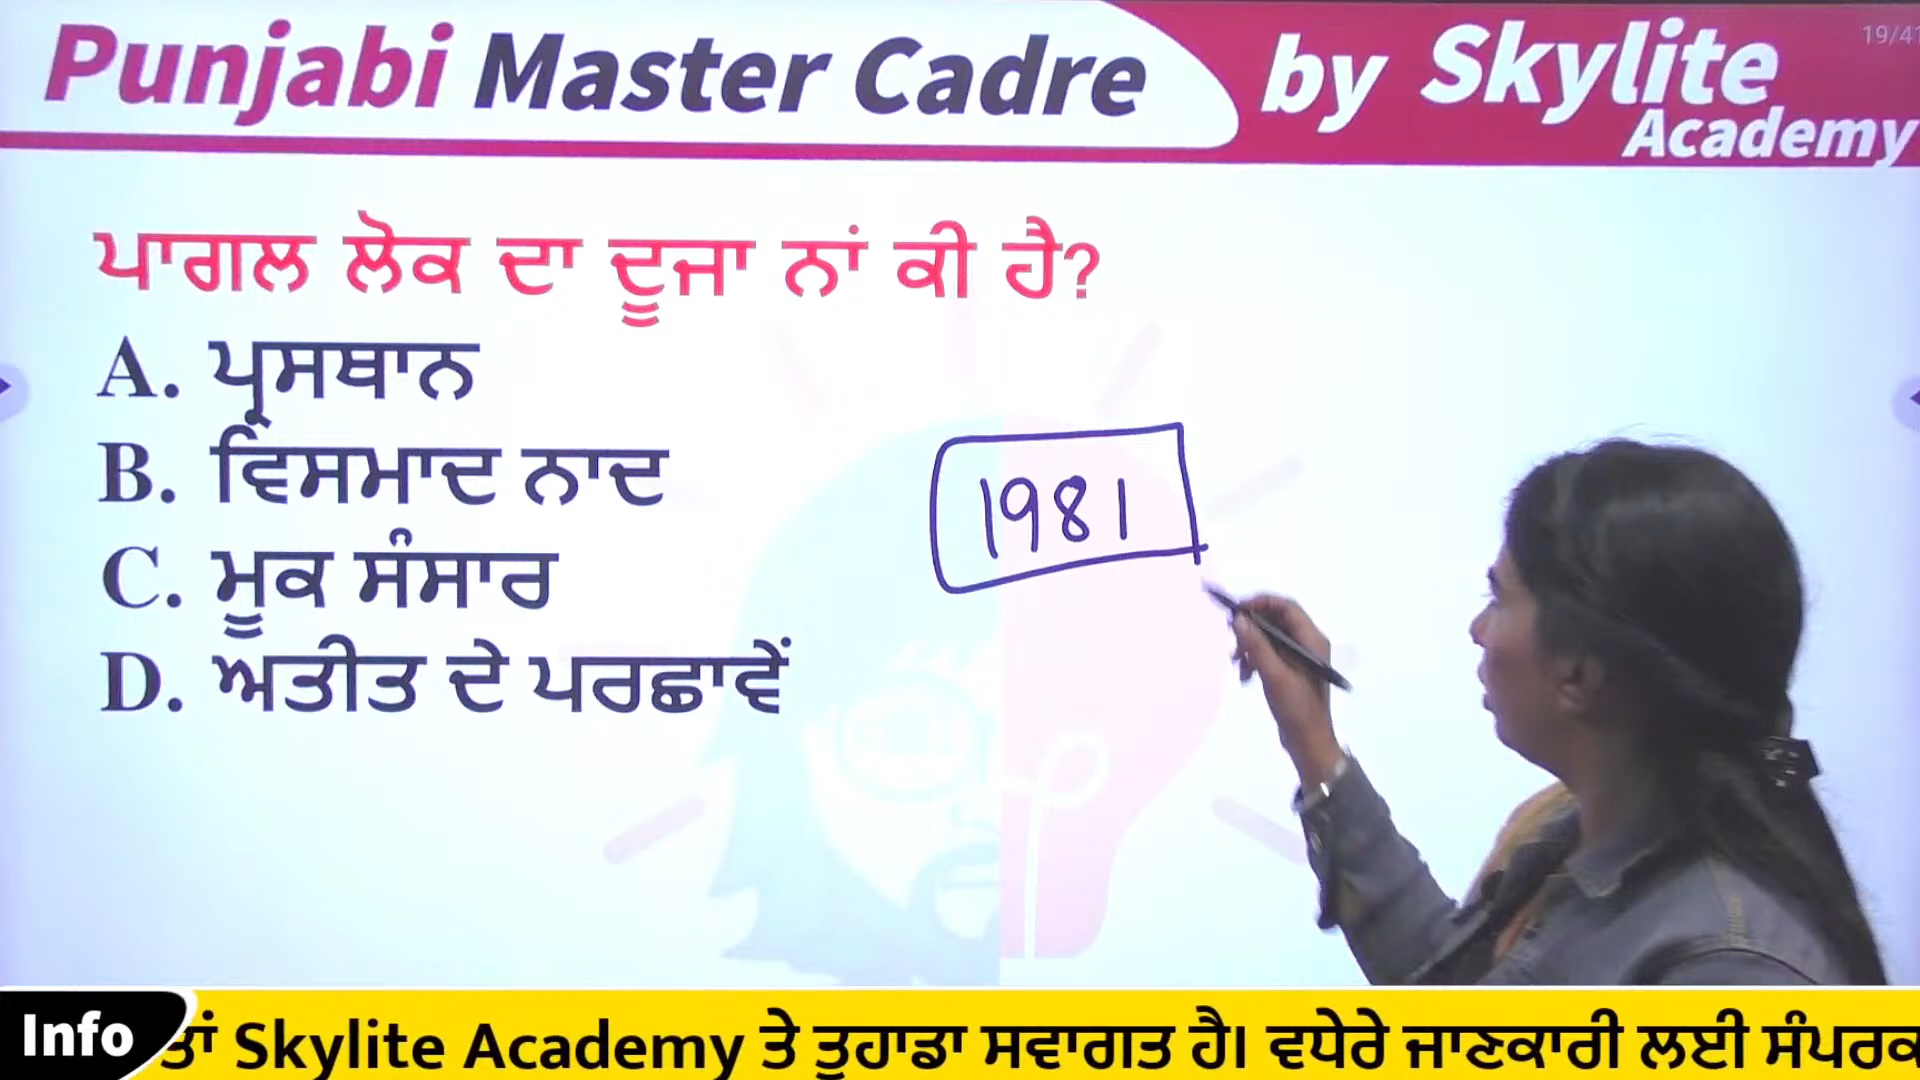 Punjabi Master Cadre by Skylite
Academy
19/41
ਪਾਗਲ ਲੋਕ ਦਾ ਦੂਜਾ ਨਾਂ ਕੀ ਹੈ?
A. ਪ੍ਰਸਥਾਨ
B. ਵਿਸਮਾਦ ਨਾਦ
C. ਮੂਕ ਸੰਸਾਰ
D. ਅਤੀਤ ਦੇ ਪਰਛਾਵੇਂ
1981
Info ਤਾਂ Skylite Academy ਤੇ ਤੁਹਾਡਾ ਸਵਾਗਤ ਹੈ। ਵਧੇਰੇ ਜਾਣਕਾਰੀ ਲਈ ਸੰਪਰਕ